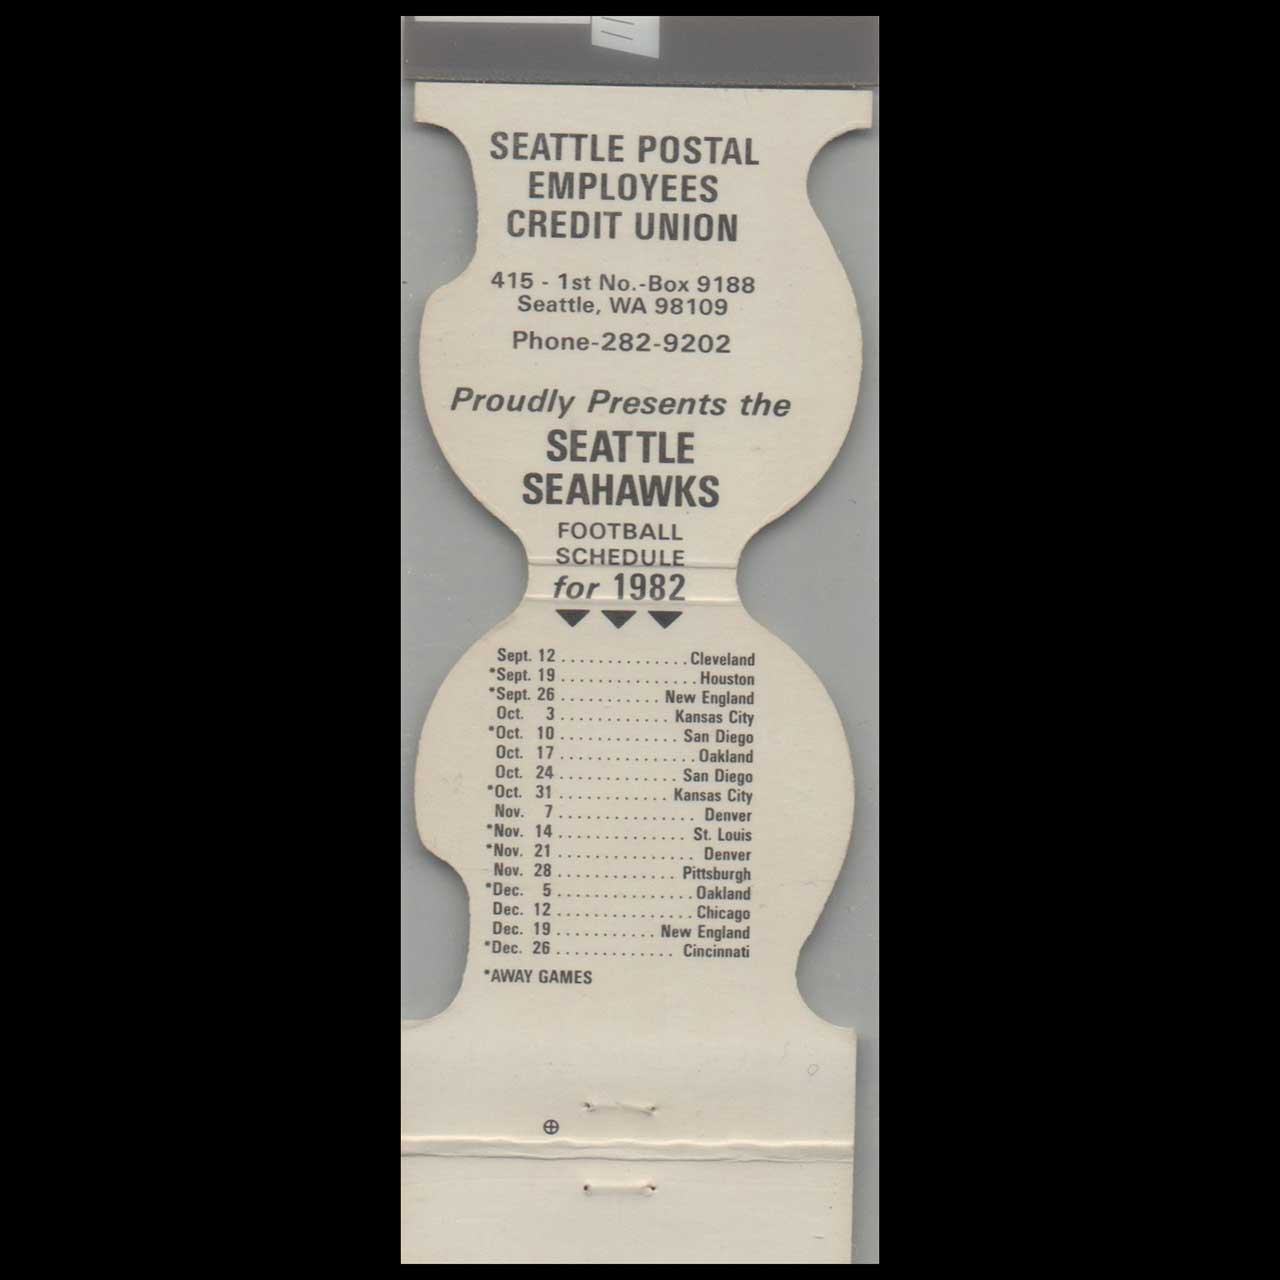 SEATTLE POSTAL
EMPLOYEES
CREDIT UNION
415 - 1st No.-Box 9188
Seattle, WA 98109
Phone-282-9202
Proudly Presents the
SEATTLE
SEAHAWKS
FOOTBALL
SCHEDULE
for 1982
Sept. 12 .............. Cleveland
*Sept. 19 ............... Houston
*Sept. 26 ........... New England
Oct. 3 ............ Kansas City
*Oct. 10 ............. San Diego
Oct. 17 ............... Oakland
Oct. 24 ............. San Diego
*Oct. 31 ............ Kansas City
Nov. 7 ............... Denver
*Nov. 14 .............. St. Louis
*Nov. 21 ............... Denver
Nov. 28 ............. Pittsburgh
*Dec. 5 ............... Oakland
Dec. 12 ............... Chicago
Dec. 19 ........... New England
*Dec. 26 ............. Cincinnati
*AWAY GAMES